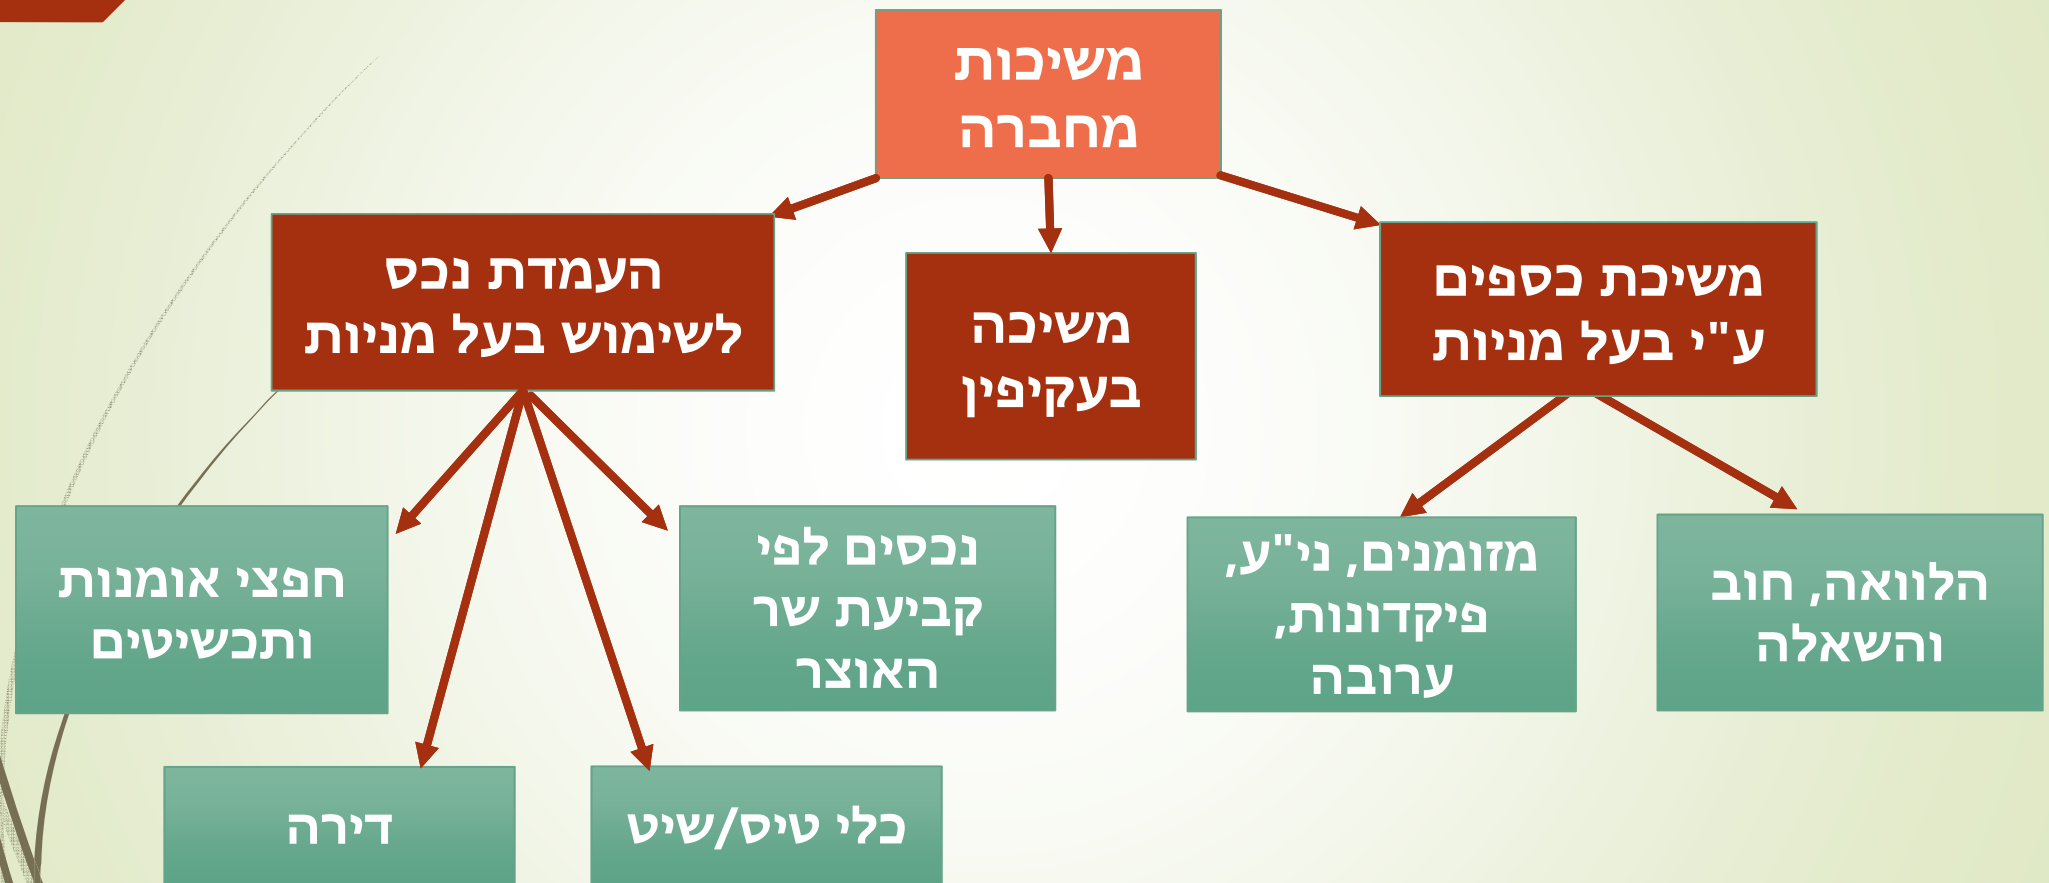 משיכות
מחברה
משיכת כספים
ע"י בעל מניות
משיכה
בעקיפין
העמדת נכס
לשימוש בעל מניות
הלוואה, חוב
והשאלה
מזומנים, ני"ע,
פיקדונות,
ערובה
נכסים לפי
קביעת שר
האוצר
חפצי אומנות
ותכשיטים
כלי טיס/שיט
דירה